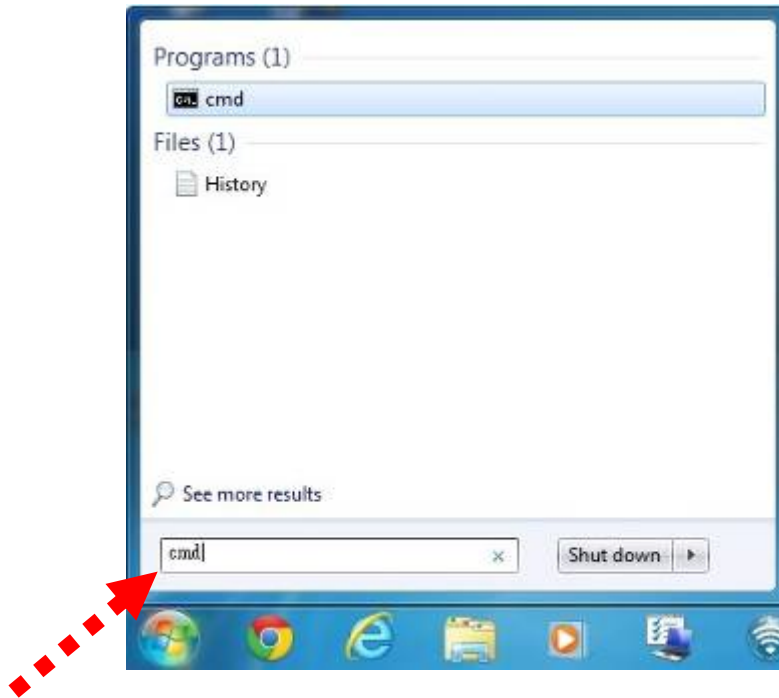 Programs (1)
cmd
Files (1)
History
See more results
cmd
Shut down